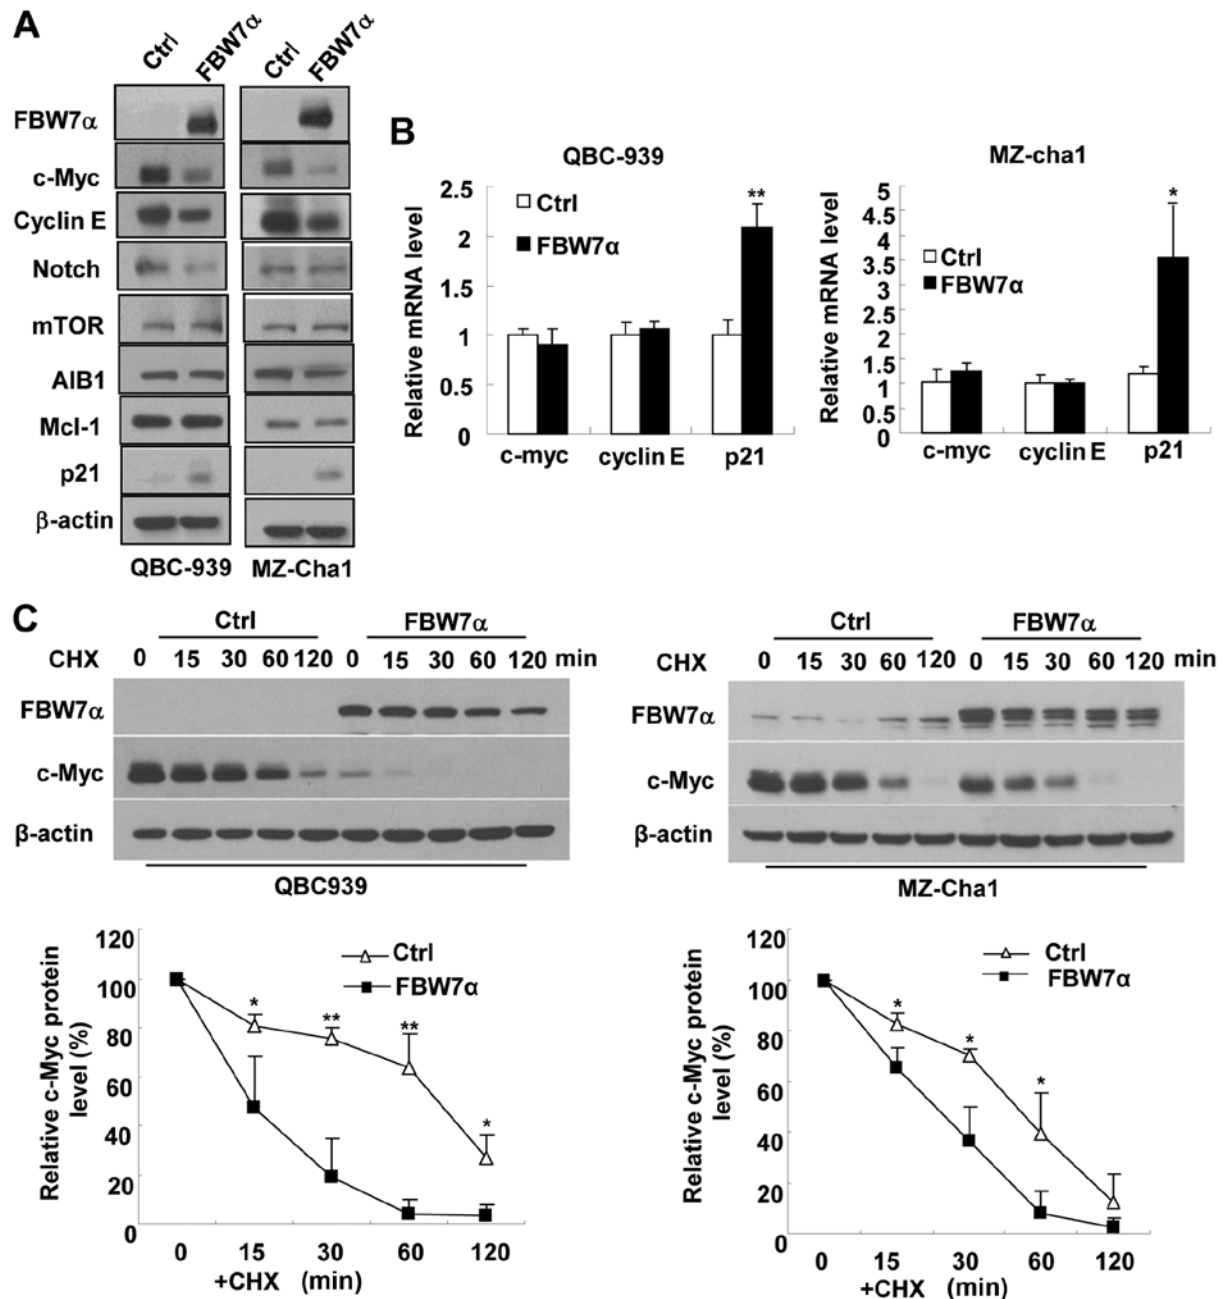 A
Ctrl FBW7α Ctrl FBW7α
FBW7α
c-Myc
Cyclin E
Notch
mTOR
AIB1
Mcl-1
p21
β-actin
QBC-939 MZ-Cha1
B
QBC-939
Relative mRNA level
2.5
2
1.5
1
0.5
0
Ctrl
FBW7α
**
c-myc cyclin E p21
MZ-cha1
Relative mRNA level
5
4.5
4
3.5
3
2.5
2
1.5
1
0.5
0
Ctrl
FBW7α
*
c-myc cyclin E p21
C
Ctrl FBW7α
CHX 0 15 30 60 120 0 15 30 60 120 min
FBW7α
c-Myc
β-actin
QBC939
Ctrl FBW7α
CHX 0 15 30 60 120 0 15 30 60 120 min
FBW7α
c-Myc
β-actin
MZ-Cha1
Relative c-Myc protein
level (%)
120
100
80
60
40
20
0
Ctrl
FBW7α
* ** ** *
0 15 30 60 120
+CHX (min)
Relative c-Myc protein
level (%)
120
100
80
60
40
20
0
Ctrl
FBW7α
* * *
0 15 30 60 120
+CHX (min)